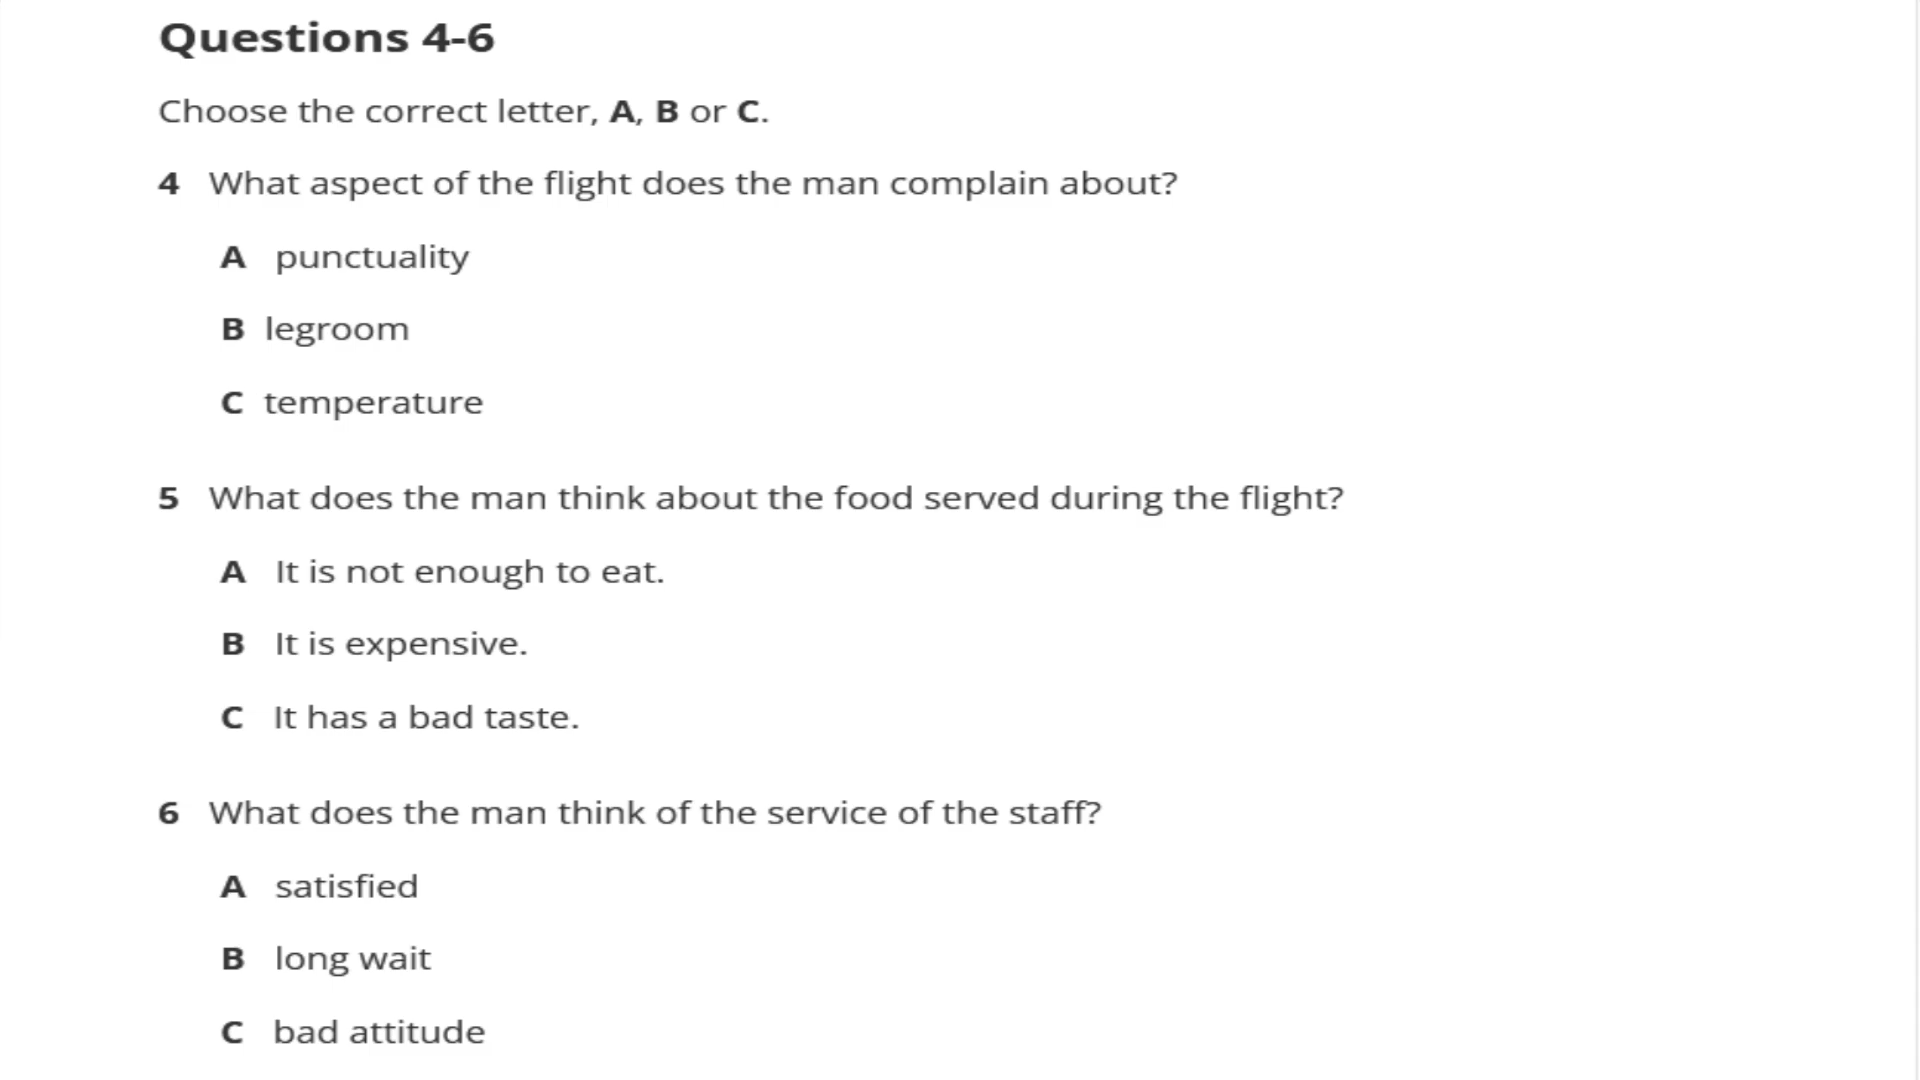 Questions 4-6
Choose the correct letter, A, B or C.
4 What aspect of the flight does the man complain about?
A punctuality
B legroom
C temperature
5 What does the man think about the food served during the flight?
A It is not enough to eat.
B It is expensive.
C It has a bad taste.
6 What does the man think of the service of the staff?
A satisfied
B long wait
C bad attitude